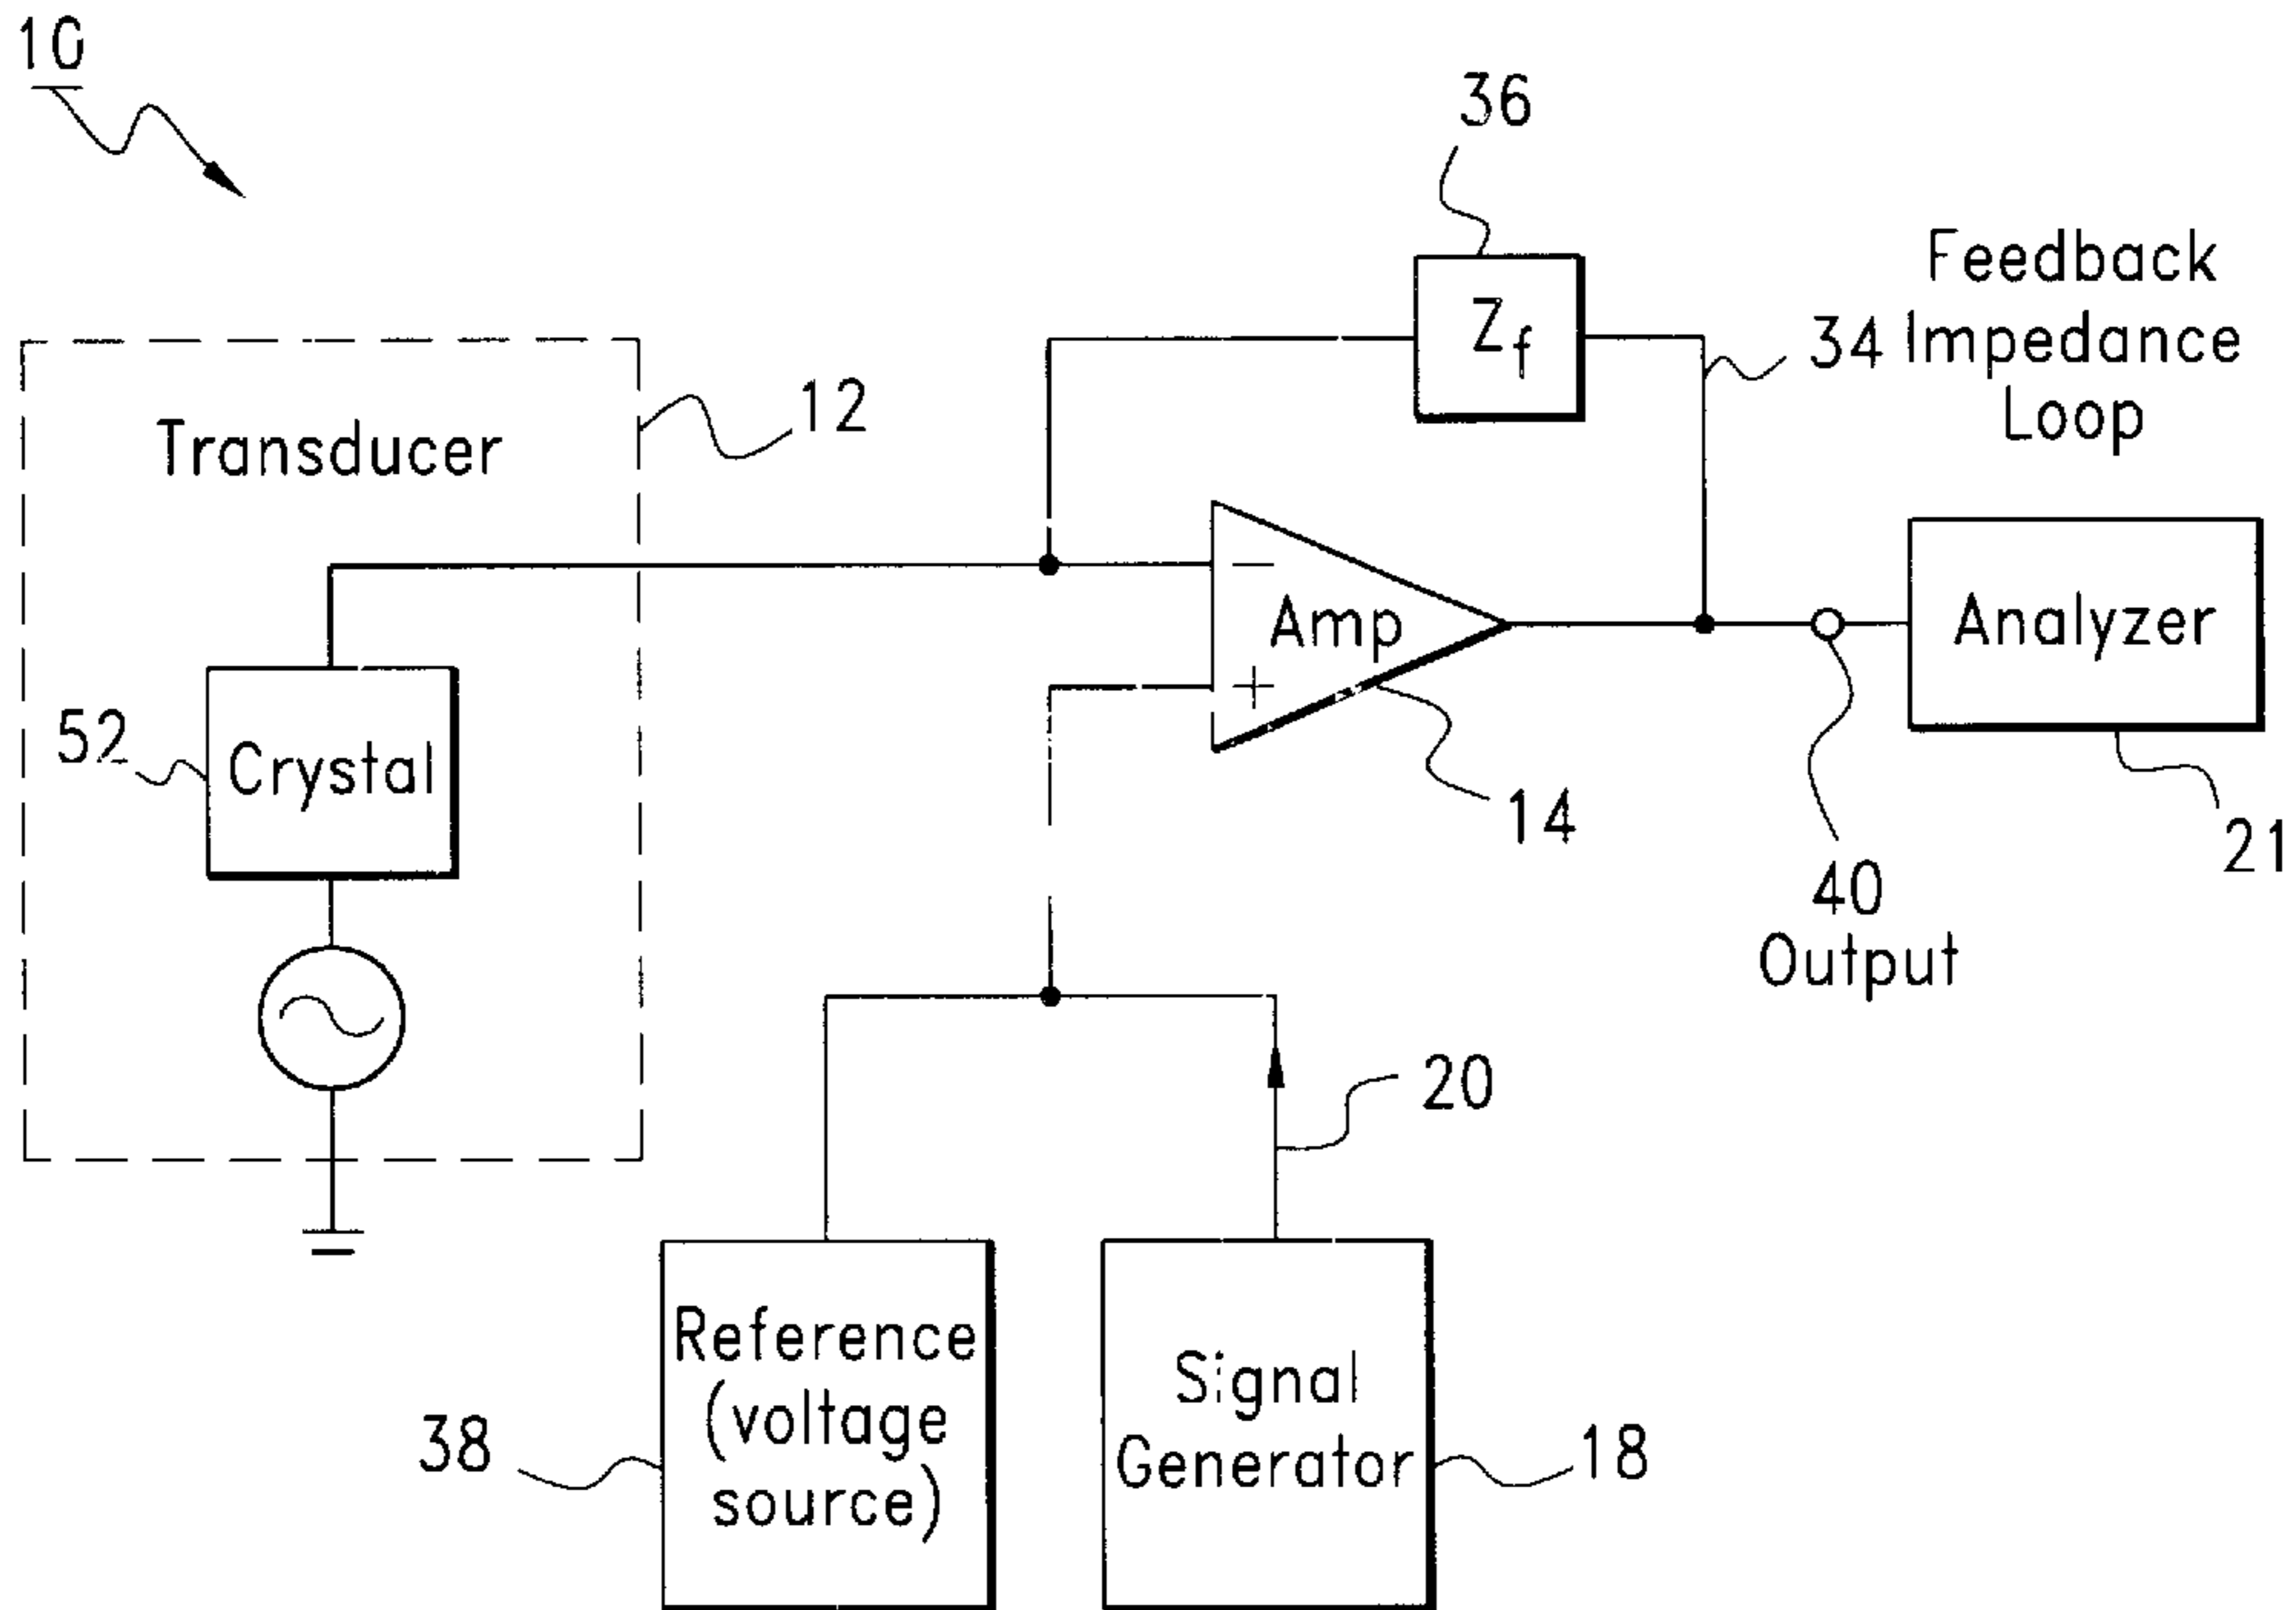 10
36
Z_f
Feedback
34 Impedance
Loop
12
Transducer
−
Amp
+
Analyzer
52
Crystal
14
21
40
Output
20
Reference
(voltage
source)
38
Signal
Generator
18